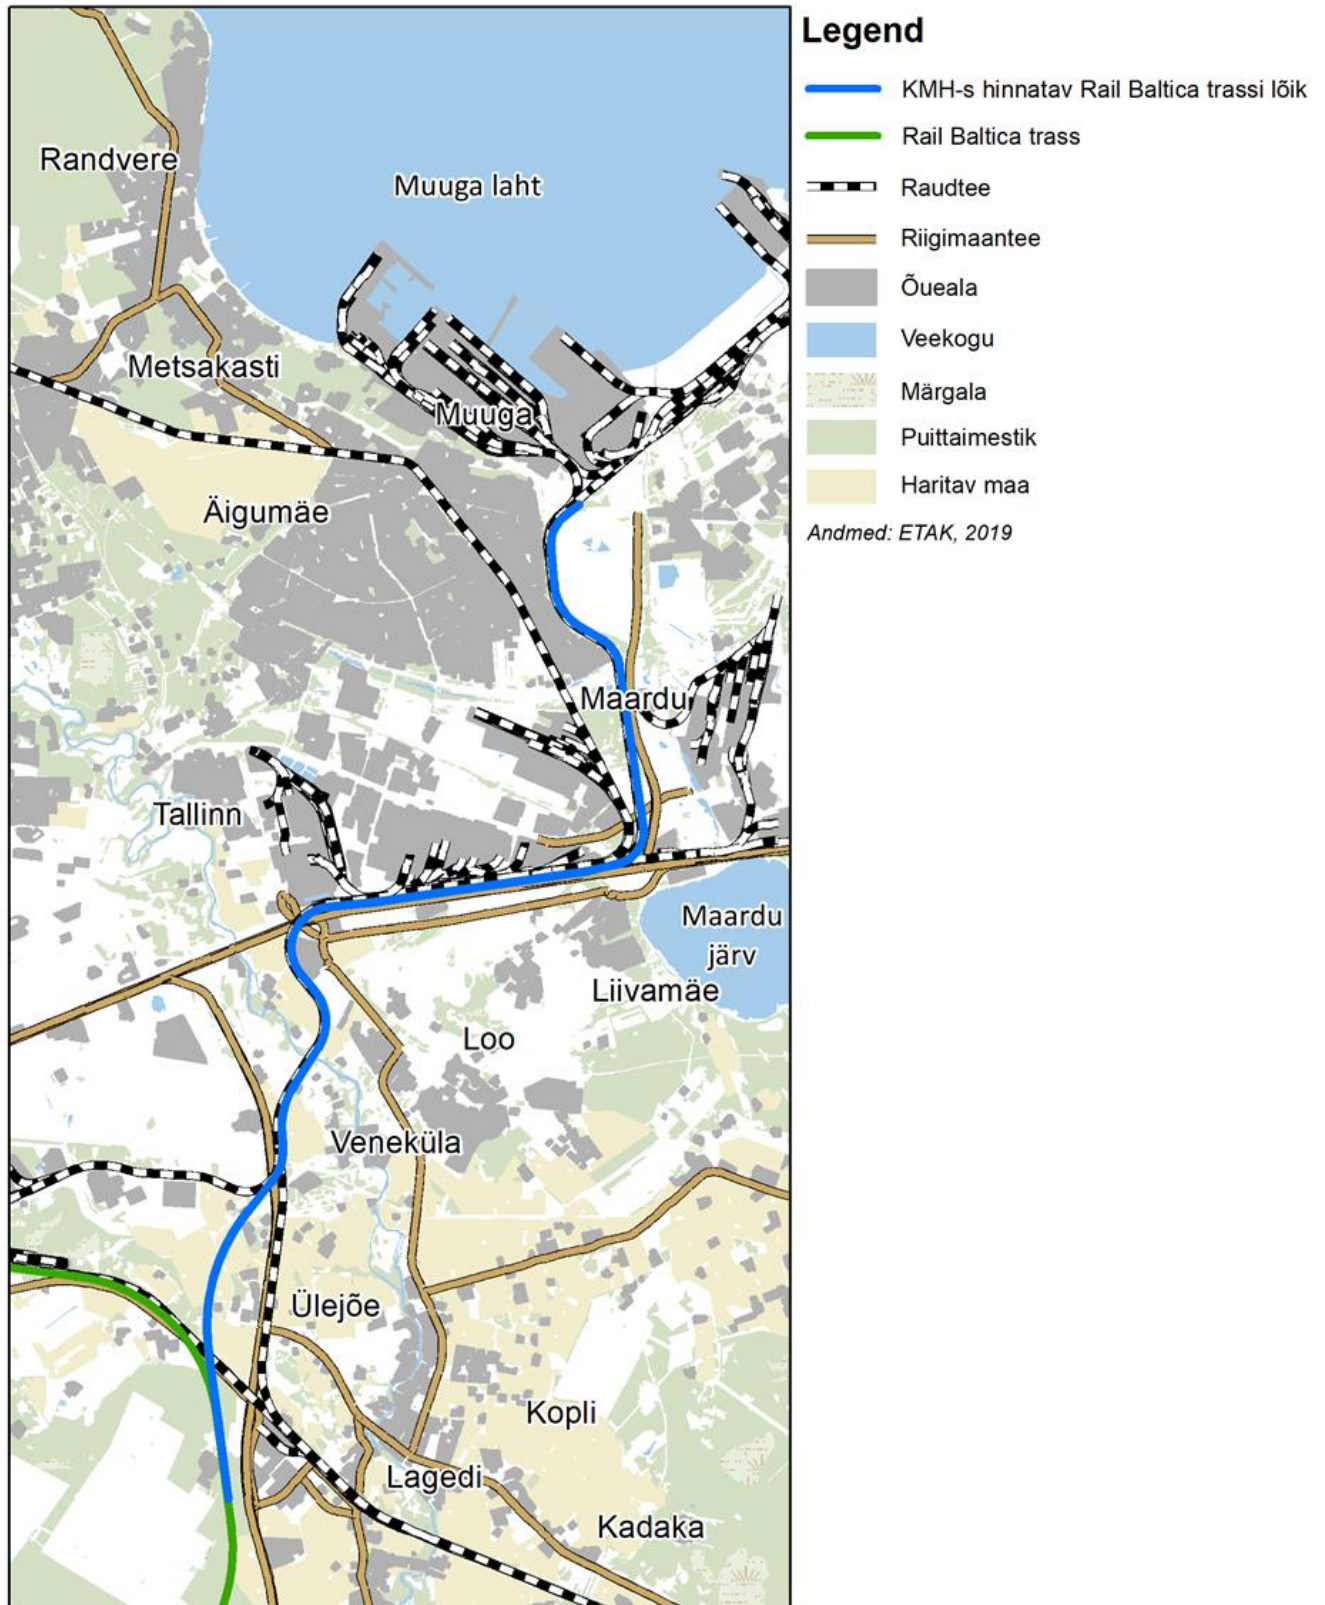 Legend
KMH-s hinnatav Rail Baltica trassi lõik
Rail Baltica trass
Raudtee
Riigimaantee
Õueala
Veekogu
Märgala
Puittaimestik
Haritav maa
Andmed: ETAK, 2019
Randvere
Muuga laht
Metsakasti
Muuga
Äigumäe
Maardu
Tallinn
Maardu
järv
Liivamäe
Loo
Veneküla
Ülejõe
Kopli
Lagedi
Kadaka